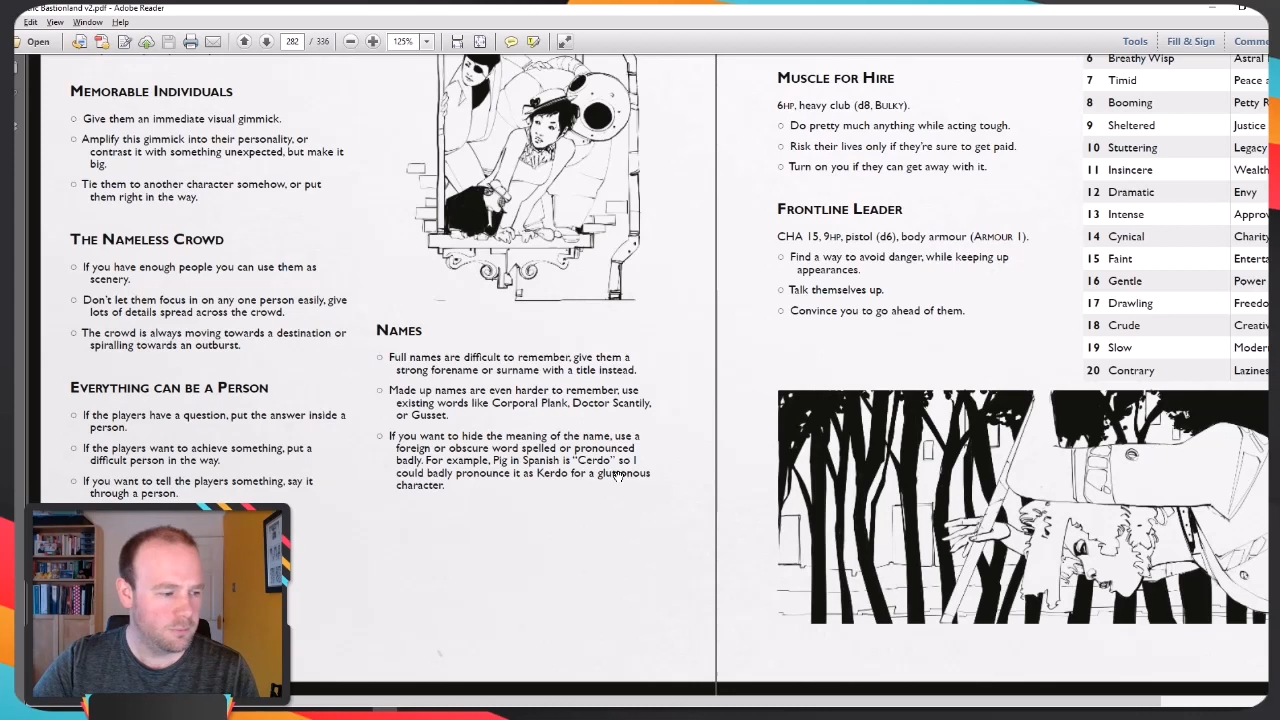 Bastionland v2.pdf - Adobe Reader
Edit View Window Help
Open 282 / 336 125% Tools Fill & Sign
MEMORABLE INDIVIDUALS
Give them an immediate visual gimmick.
Amplify this gimmick into their personality, or
contrast it with something unexpected, but make it
big.
Tie them to another character somehow, or put
them right in the way.
THE NAMELESS CROWD
If you have enough people you can use them as
scenery.
Don't let them focus in on any one person easily, give
lots of details spread across the crowd.
The crowd is always moving towards a destination or
spiralling towards an outburst.
EVERYTHING CAN BE A PERSON
If the players have a question, put the answer inside a
person.
If the players want to achieve something, put a
difficult person in the way.
If you want to tell the players something, say it
through a person.
NAMES
Full names are difficult to remember, give them a
strong forename or surname with a title instead.
Made up names are even harder to remember, use
existing words like Corporal Plank, Doctor Scantily,
or Gusset.
If you want to hide the meaning of the name, use a
foreign or obscure word spelled or pronounced
badly. For example, Pig in Spanish is “Cerdo” so I
could badly pronounce it as Kerdo for a gluttonous
character.
MUSCLE FOR HIRE
6HP, heavy club (d8, BULKY).
Do pretty much anything while acting tough.
Risk their lives only if they're sure to get paid.
Turn on you if they can get away with it.
FRONTLINE LEADER
CHA 15, 9HP, pistol (d6), body armour (ARMOUR 1).
Find a way to avoid danger, while keeping up
appearances.
Talk themselves up.
Convince you to go ahead of them.
6 Breathy Wisp Astral
7 Timid Peace a
8 Booming Petty R
9 Sheltered Justice
10 Stuttering Legacy
11 Insincere Wealth
12 Dramatic Envy
13 Intense Approv
14 Cynical Charity
15 Faint Enterta
16 Gentle Power
17 Drawling Freedo
18 Crude Creativ
19 Slow Modern
20 Contrary Lazines